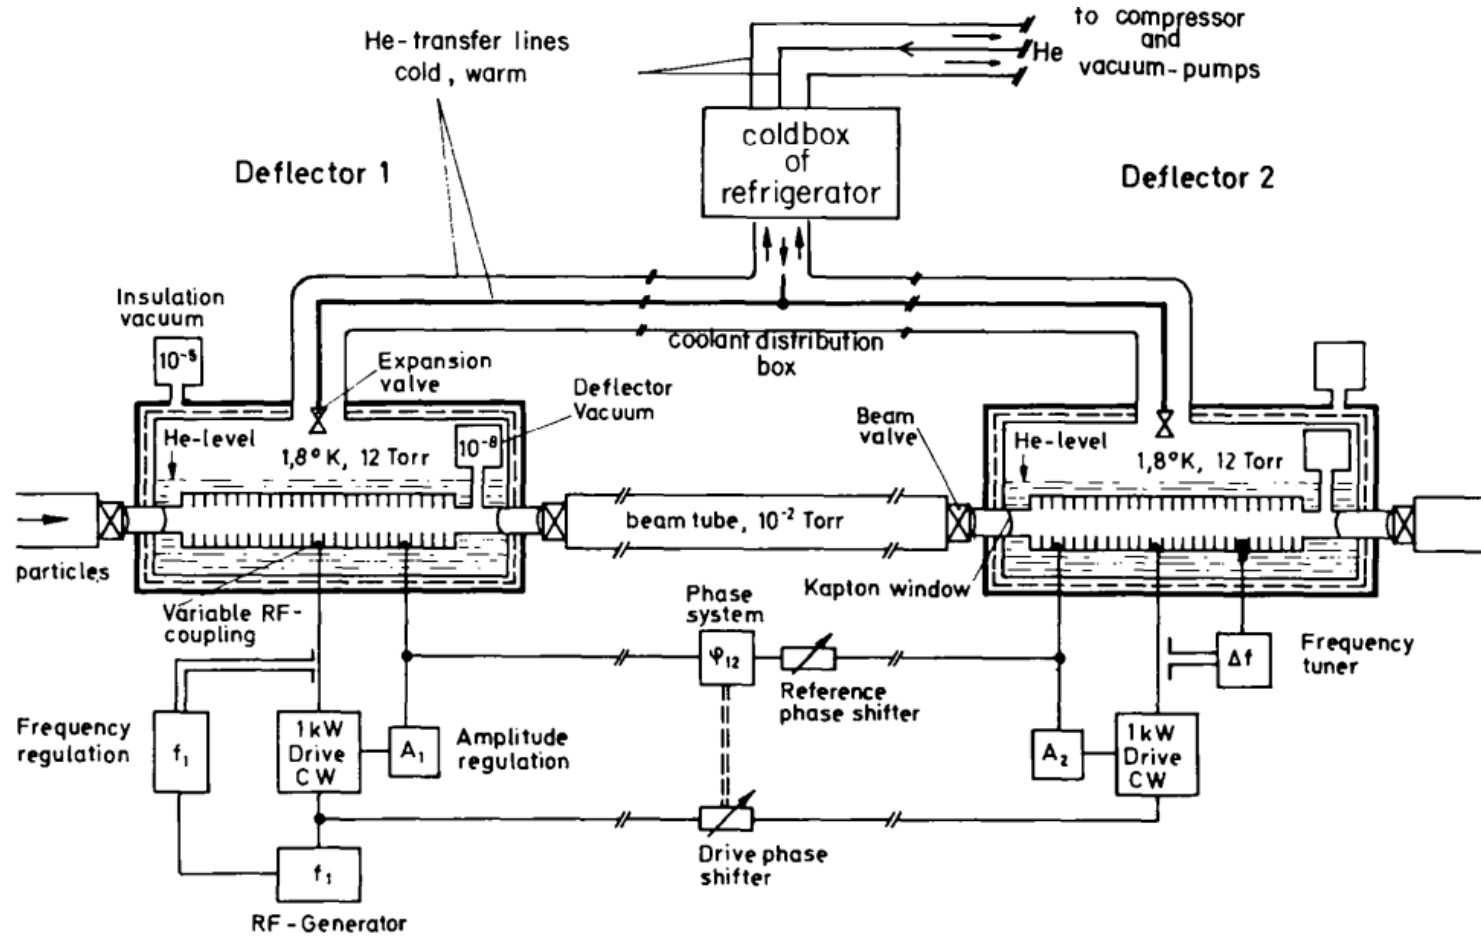 He-transfer lines
cold, warm
to compressor
and
He
vacuum-pumps
coldbox
of
refrigerator
Deflector 1
Deflector 2
Insulation
vacuum
10⁻⁵
Expansion
valve
coolant distribution
box
Deflector
Vacuum
He-level
1,8°K, 12 Torr
10⁻⁸
Beam
valve
He-level
1,8°K, 12 Torr
beam tube, 10⁻² Torr
particles
Variable RF-
coupling
Kapton window
Phase
system
φ₁₂
Reference
phase shifter
Δf
Frequency
tuner
Frequency
regulation
f₁
1kW
Drive
CW
A₁
Amplitude
regulation
A₂
1kW
Drive
CW
Drive phase
shifter
f₁
RF-Generator